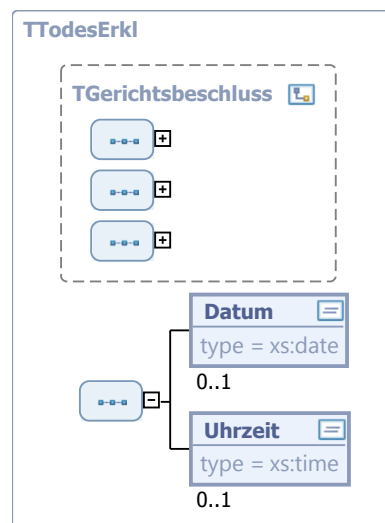 TTodesErkl
TGerichtsbeschluss
Datum
type = xs:date
0..1
Uhrzeit
type = xs:time
0..1